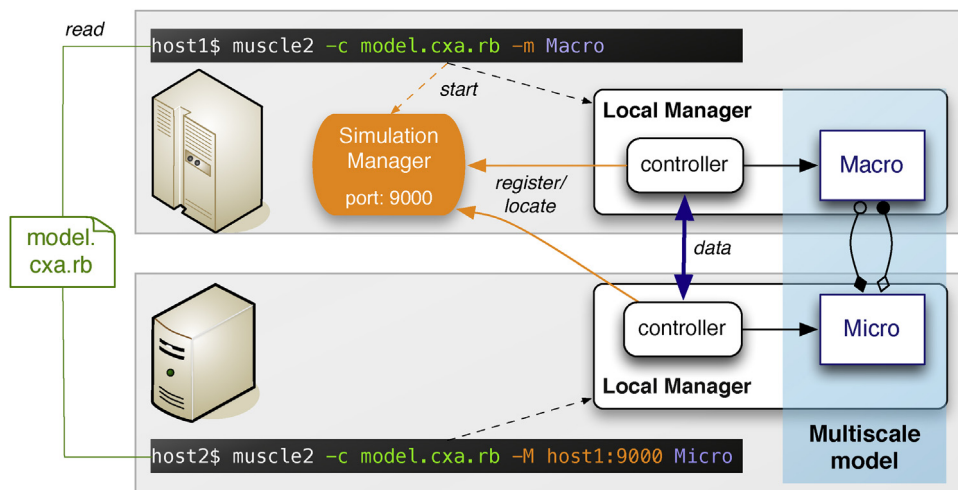 read
host1$ muscle2 -c model.cxa.rb -m Macro
start
Simulation
Manager
port: 9000
Local Manager
controller
Macro
register/
locate
model.
cxa.rb
data
controller
Micro
Local Manager
Multiscale
model
host2$ muscle2 -c model.cxa.rb -M host1:9000 Micro